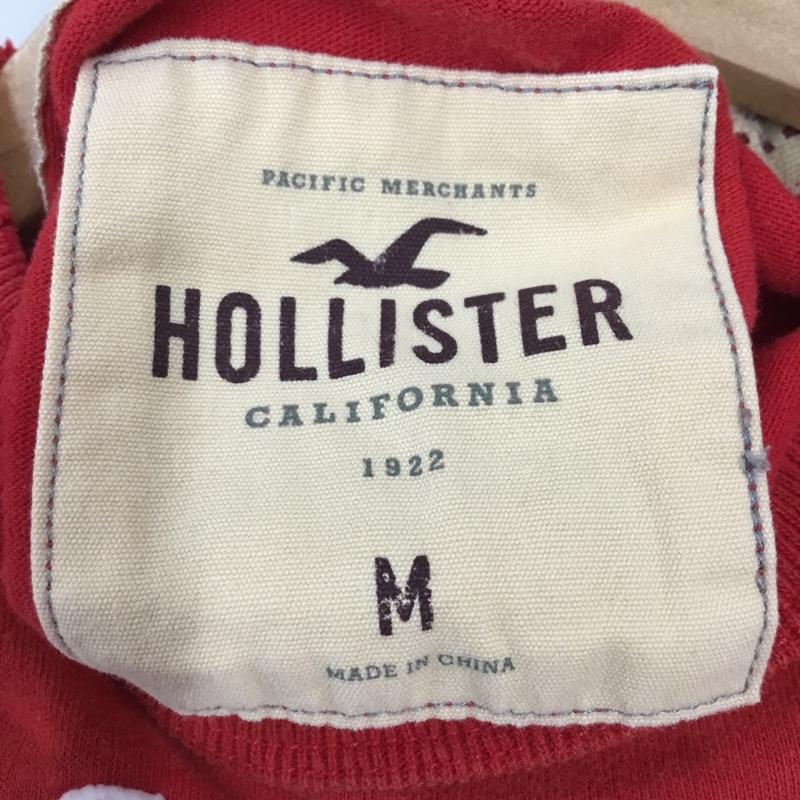 PACIFIC MERCHANTS
HOLLISTER
CALIFORNIA
1922
M
MADE IN CHINA